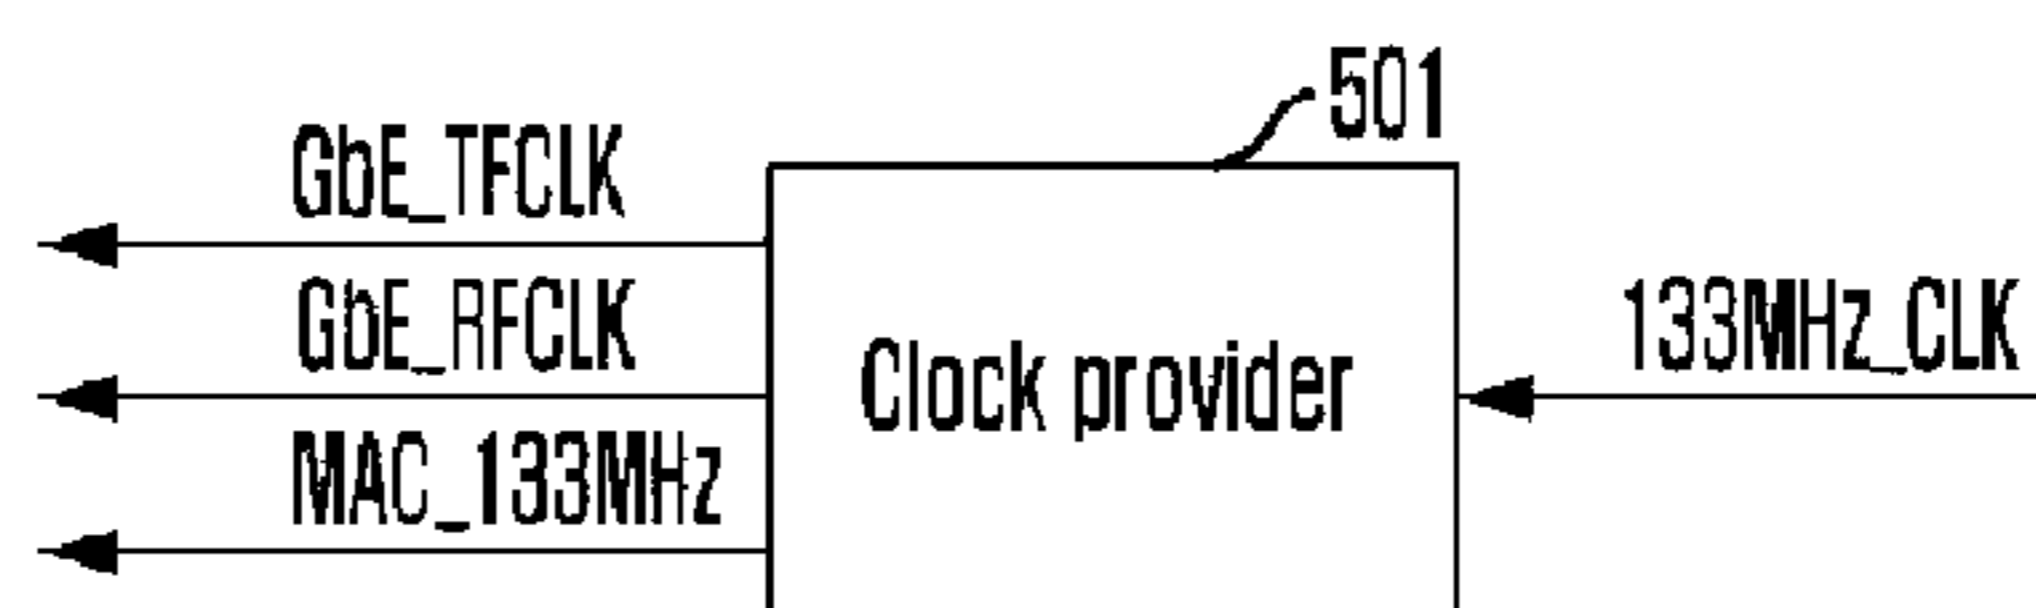 501
GbE_TFCLK
GbE_RFCLK
133MHz_CLK
Clock provider
MAC_133MHz